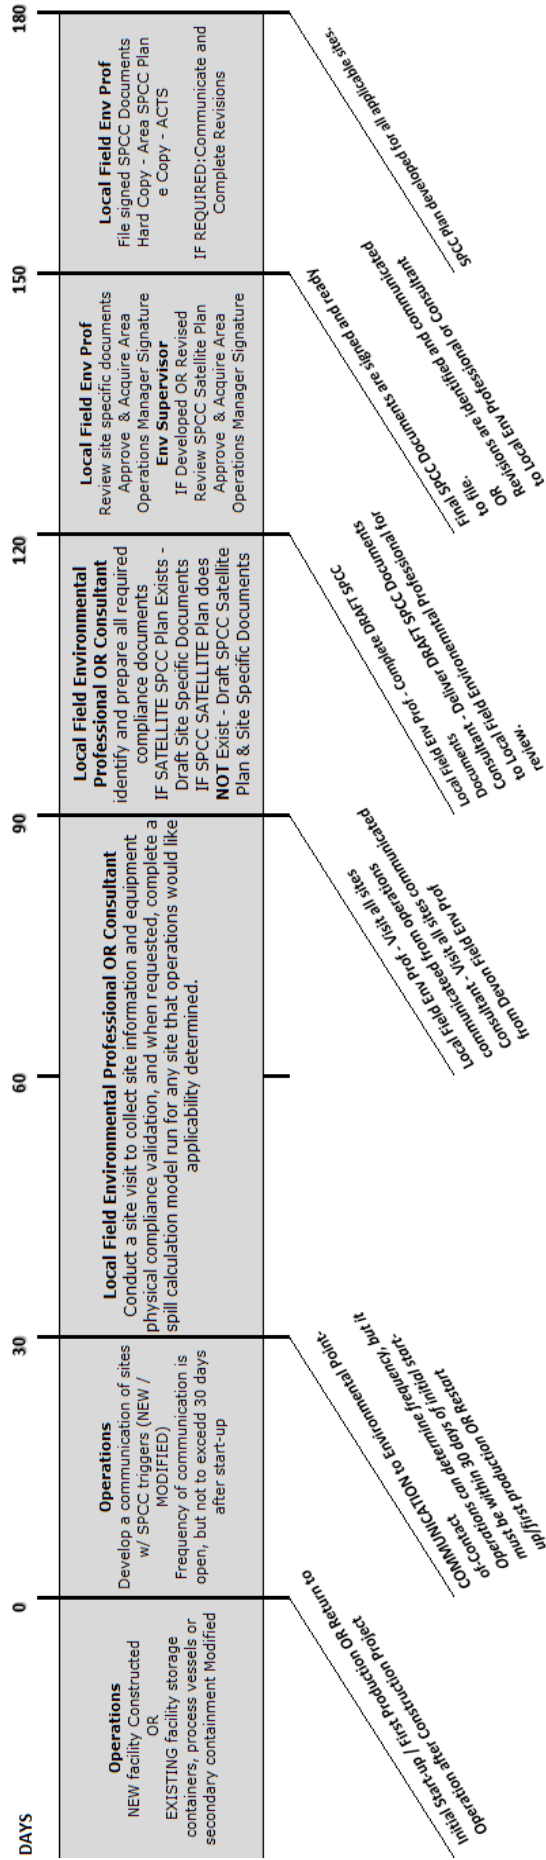 DAYS
0
30
60
90
120
150
180
Operations
NEW facility Constructed
OR
EXISTING facility storage
containers, process vessels or
secondary containment Modified
Operations
Develop a communication of sites
w/ SPCC triggers (NEW /
MODIFIED)
Frequency of communication is
open, but not to excedd 30 days
after start-up
Local Field Environmental Professional OR Consultant
Conduct a site visit to collect site information and equipment
physical compliance validation, and when requested, complete a
spill calculation model run for any site that operations would like
applicability determined.
Local Field Environmental
Professional OR Consultant
identify and prepare all required
compliance documents
IF SATELLITE SPCC Plan Exists -
Draft Site Specific Documents
IF SPCC SATELLITE Plan does
NOT Exist - Draft SPCC Satellite
Plan & Site Specific Documents
Local Field Env Prof
Review site specific documents
Approve & Acquire Area
Operations Manager Signature
Env Supervisor
IF Developed OR Revised
Review SPCC Satellite Plan
Approve & Acquire Area
Operations Manager Signature
Local Field Env Prof
File signed SPCC Documents
Hard Copy - Area SPCC Plan
e Copy - ACTS
IF REQUIRED:Communicate and
Complete Revisions
Initial Start-up / First Production OR Return to
Operation after Construction Project
COMMUNICATION to Environmental Point-
of-Contact
Operations can determine frequency, but it
must be within 30 days of initial start-
up/first production OR Restart
Local Field Env Prof - Visit all sites
communicateed from operations
Consultant - Visit all sites communicated
from Devon Field Env Prof
Local Field Env Prof - Complete DRAFT SPCC
Documents
Consultant - Deliver DRAFT SPCC Documents
to Local Field Environemntal Professional for
review.
Final SPCC Documents are signed and ready
to file.
OR
Revisions are identified and communicated
to Local Env Professional or Consultant
SPCC Plan developed for all applicable sites.